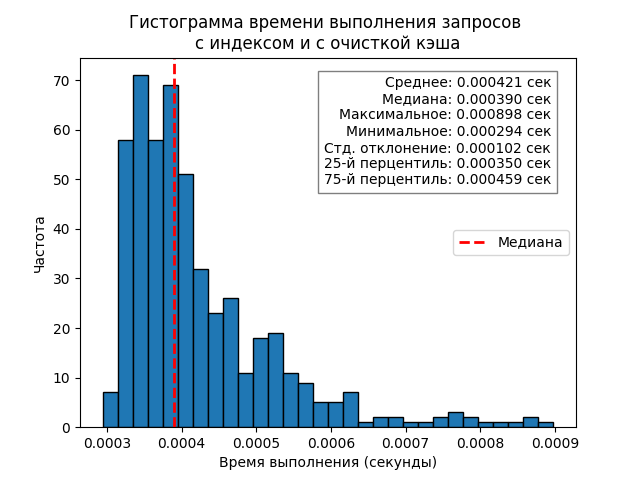 Гистограмма времени выполнения запросов
с индексом и с очисткой кэша
Частота
70
60
50
40
30
20
10
0
Среднее: 0.000421 сек
Медиана: 0.000390 сек
Максимальное: 0.000898 сек
Минимальное: 0.000294 сек
Стд. отклонение: 0.000102 сек
25-й перцентиль: 0.000350 сек
75-й перцентиль: 0.000459 сек
Медиана
0.0003 0.0004 0.0005 0.0006 0.0007 0.0008 0.0009
Время выполнения (секунды)